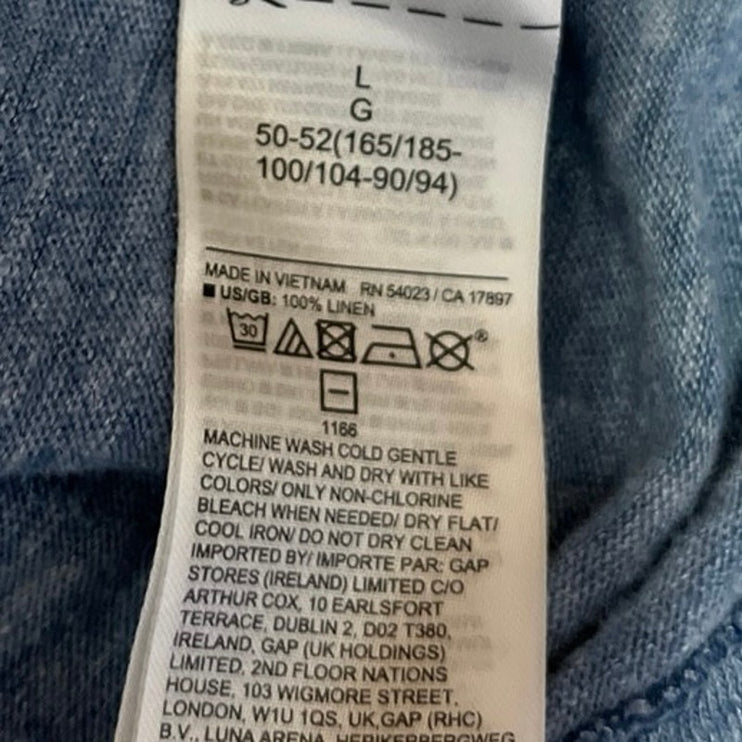 L
G
50-52(165/185-
100/104-90/94)
MADE IN VIETNAM RN 54023 / CA 17897
US/GB: 100% LINEN
30
®
1166
MACHINE WASH COLD GENTLE
CYCLE/ WASH AND DRY WITH LIKE
COLORS/ ONLY NON-CHLORINE
BLEACH WHEN NEEDED/ DRY FLAT/
COOL IRON/ DO NOT DRY CLEAN
IMPORTED BY/ IMPORTE PAR: GAP
STORES (IRELAND) LIMITED C/O
ARTHUR COX, 10 EARLSFORT
TERRACE, DUBLIN 2, D02 T380,
IRELAND, GAP (UK HOLDINGS)
LIMITED, 2ND FLOOR NATIONS
HOUSE, 103 WIGMORE STREET,
LONDON, W1U 1QS, UK,GAP (RHC)
B.V., LUNA ARENA, HERIKERBERGWEG